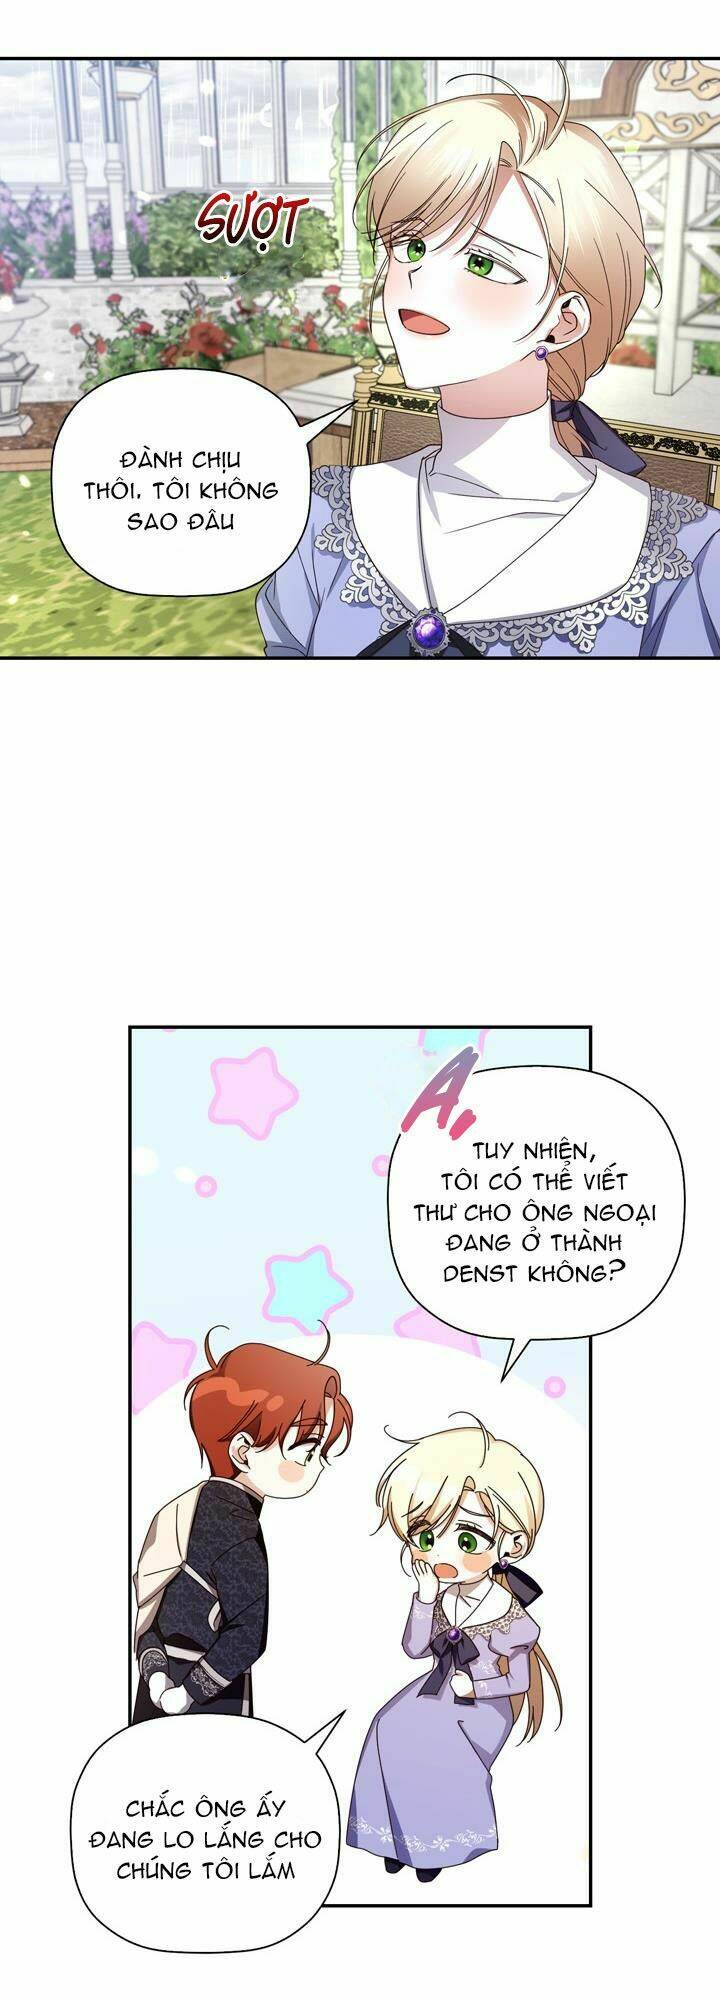 SƯỢT
ĐÀNH CHỊU
THÔI. TÔI KHÔNG
SAO ĐÂU
A,
TUY NHIÊN,
TÔI CÓ THỂ VIẾT
THƯ CHO ÔNG NGOẠI
ĐANG Ở THÀNH
DENST KHÔNG?
CHẮC ÔNG ẤY
ĐANG LO LẮNG CHO
CHÚNG TÔI LẮM